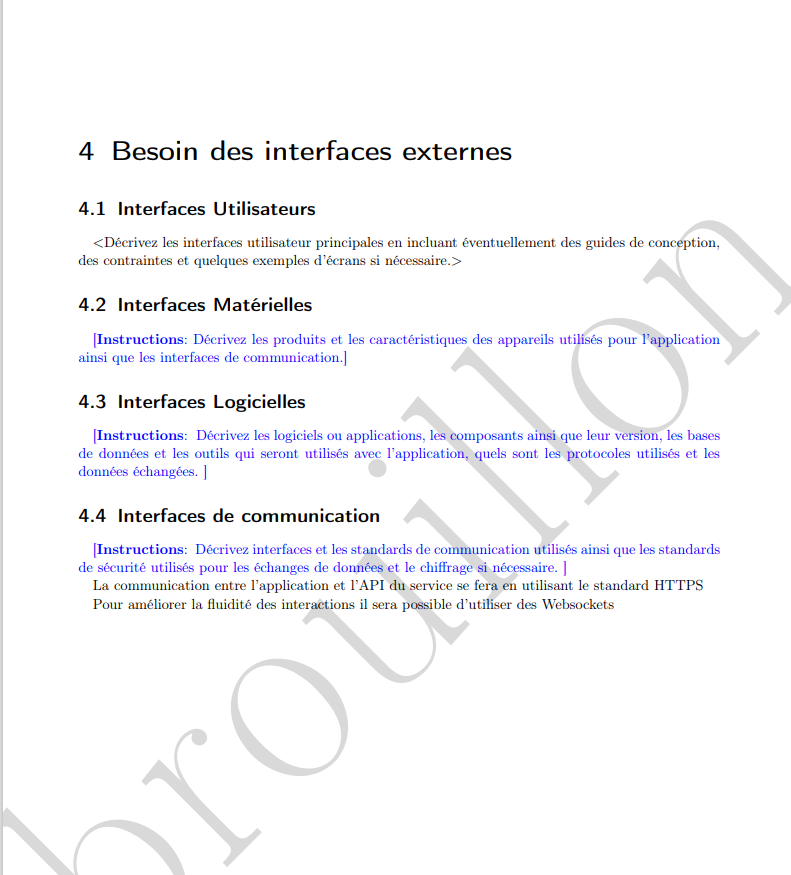 4 Besoin des interfaces externes
4.1 Interfaces Utilisateurs
<Décrivez les interfaces utilisateur principales en incluant éventuellement des guides de conception,
des contraintes et quelques exemples d'écrans si nécessaire.>
4.2 Interfaces Matérielles
[Instructions: Décrivez les produits et les caractéristiques des appareils utilisés pour l'application
ainsi que les interfaces de communication.]
4.3 Interfaces Logicielles
[Instructions: Décrivez les logiciels ou applications, les composants ainsi que leur version, les bases
de données et les outils qui seront utilisés avec l'application, quels sont les protocoles utilisés et les
données échangées. ]
4.4 Interfaces de communication
[Instructions: Décrivez interfaces et les standards de communication utilisés ainsi que les standards
de sécurité utilisés pour les échanges de données et le chiffrage si nécessaire. ]
La communication entre l'application et l'API du service se fera en utilisant le standard HTTPS
Pour améliorer la fluidité des interactions il sera possible d'utiliser des Websockets
brouillon